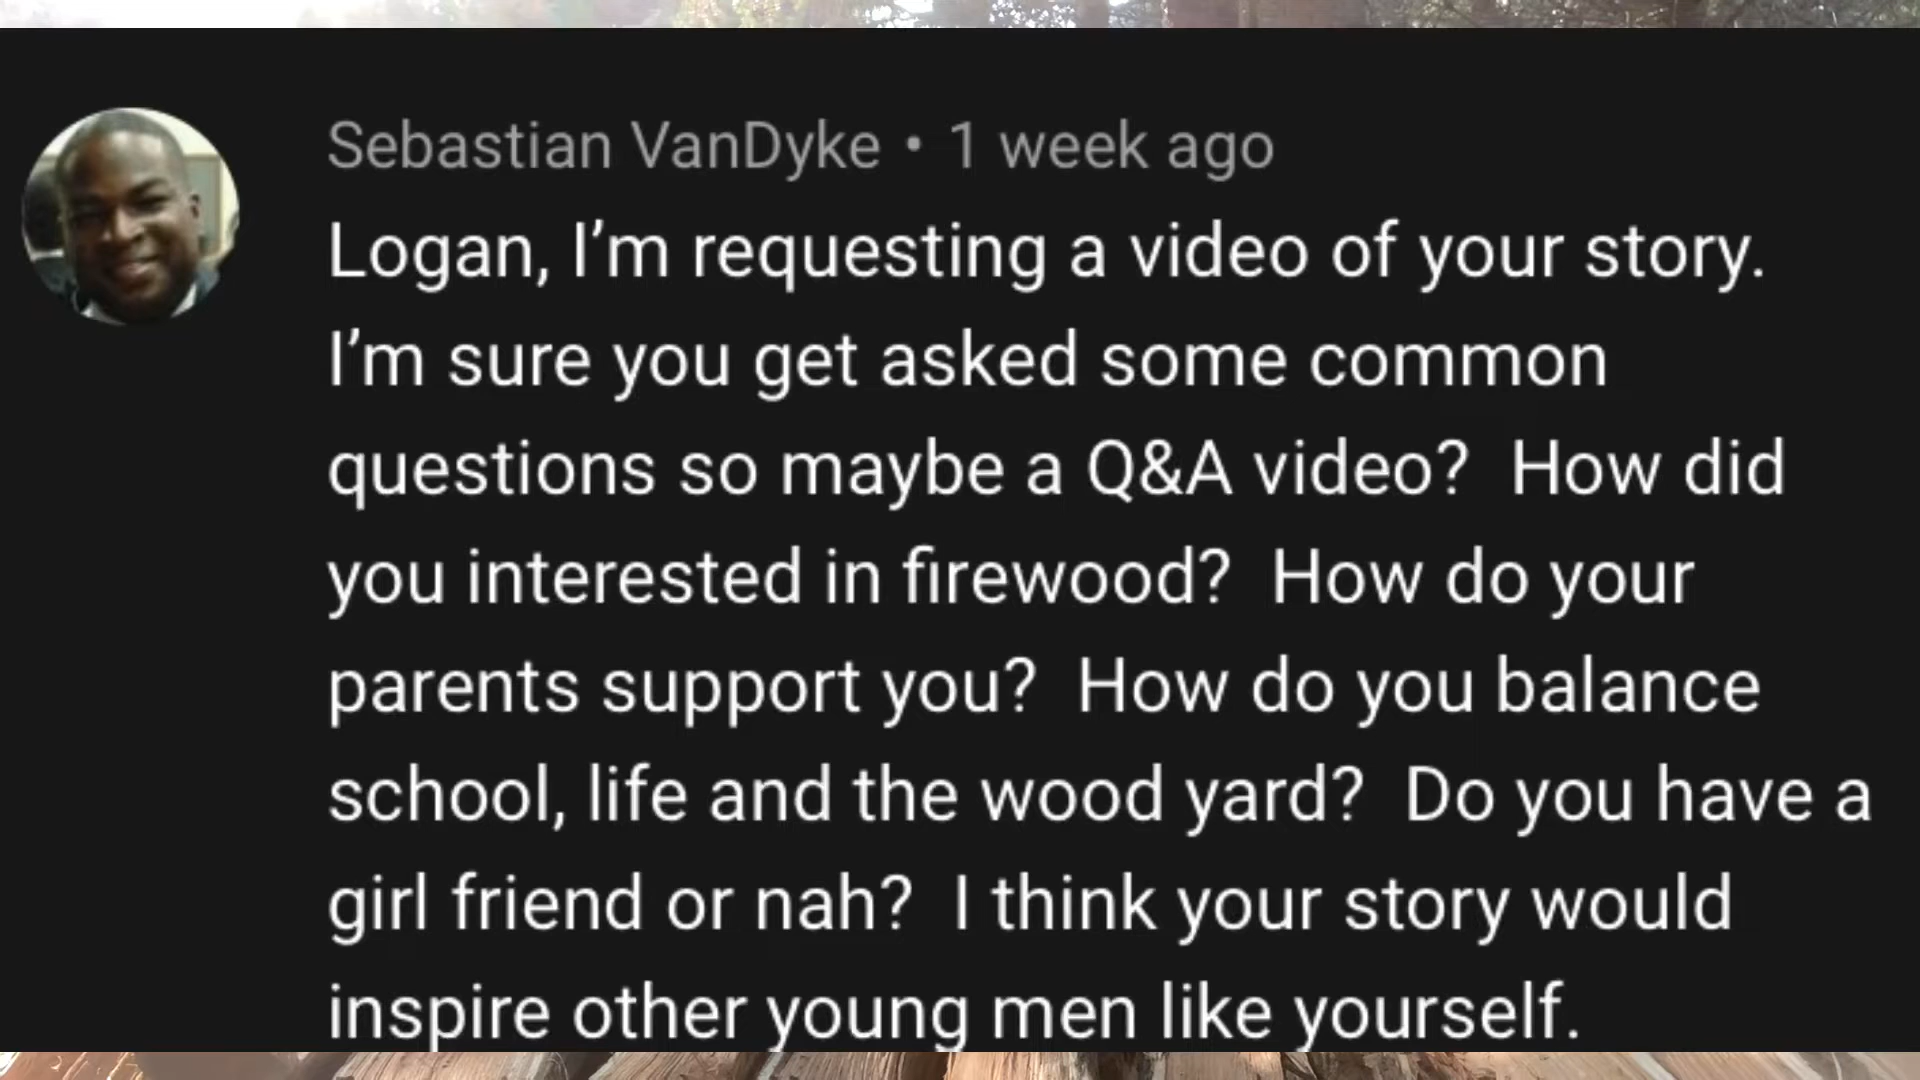 Sebastian VanDyke • 1 week ago
Logan, I’m requesting a video of your story.
I’m sure you get asked some common
questions so maybe a Q&A video?  How did
you interested in firewood?  How do your
parents support you?  How do you balance
school, life and the wood yard?  Do you have a
girl friend or nah?  I think your story would
inspire other young men like yourself.